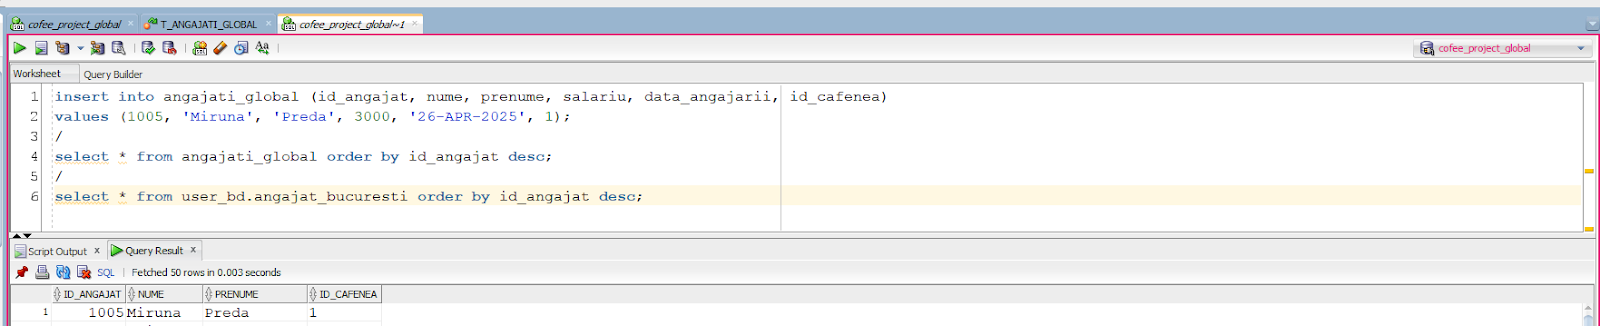 cofee_project_global × T_ANGAJATI_GLOBAL × cofee_project_global~1 ×
cofee_project_global
Worksheet Query Builder
1 insert into angajati_global (id_angajat, nume, prenume, salariu, data_angajarii, id_cafenea)
2 values (1005, 'Miruna', 'Preda', 3000, '26-APR-2025', 1);
3 /
4 select * from angajati_global order by id_angajat desc;
5 /
6 select * from user_bd.angajat_bucuresti order by id_angajat desc;
Script Output × Query Result ×
SQL | Fetched 50 rows in 0.003 seconds
ID_ANGAJAT NUME PRENUME ID_CAFENEA
1 1005 Miruna Preda 1